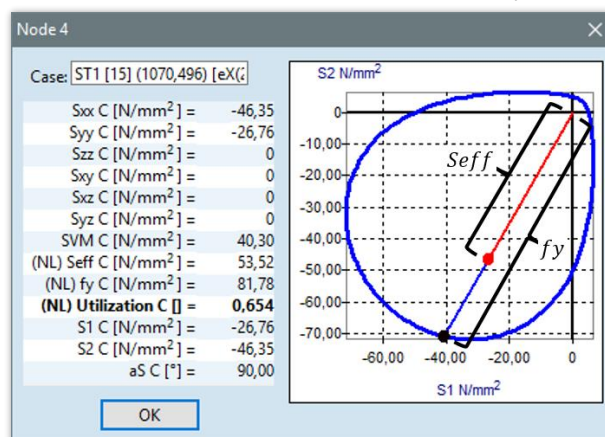 Node 4
Case: ST1 [15] (1070,496) [eX(2
Sxx C [N/mm²] = -46,35
Syy C [N/mm²] = -26,76
Szz C [N/mm²] = 0
Sxy C [N/mm²] = 0
Sxz C [N/mm²] = 0
Syz C [N/mm²] = 0
SVM C [N/mm²] = 40,30
(NL) Seff C [N/mm²] = 53,52
(NL) fy C [N/mm²] = 81,78
(NL) Utilization C [] = 0,654
S1 C [N/mm²] = -26,76
S2 C [N/mm²] = -46,35
aS C [°] = 90,00
OK
S2 N/mm²
0
-10,00
-20,00
-30,00
-40,00
-50,00
-60,00
-70,00
Seff
fy
-60,00 -40,00 -20,00 0
S1 N/mm²